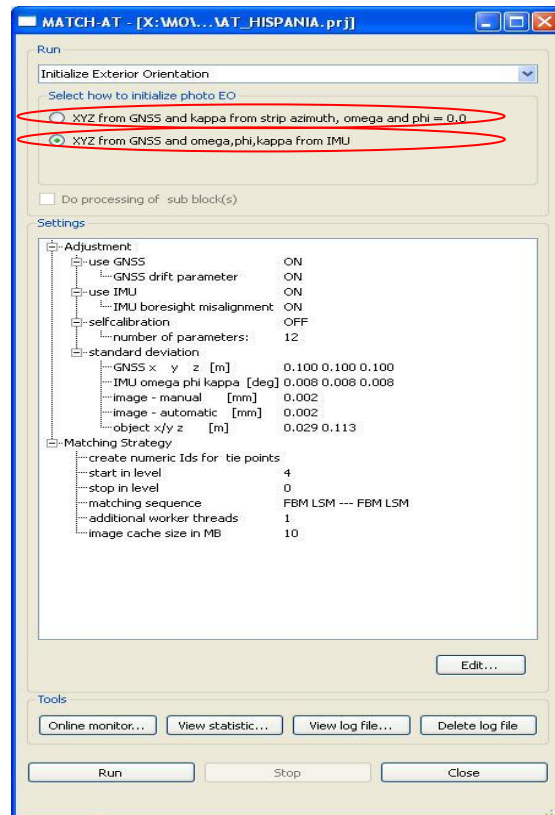 MATCH-AT - [X:\MO\...\AT_HISPANIA.prj]
Run
Initialize Exterior Orientation
Select how to initialize photo EO
XYZ from GNSS and kappa from strip azimuth, omega and phi = 0.0
XYZ from GNSS and omega,phi,kappa from IMU
Do processing of sub block(s)
Settings
Adjustment
use GNSS ON
GNSS drift parameter ON
use IMU ON
IMU boresight misalignment ON
selfcalibration OFF
number of parameters: 12
standard deviation
GNSS x y z [m] 0.100 0.100 0.100
IMU omega phi kappa [deg] 0.008 0.008 0.008
image - manual [mm] 0.002
image - automatic [mm] 0.002
object x/y z [m] 0.029 0.113
Matching Strategy
create numeric Ids for tie points
start in level 4
stop in level 0
matching sequence FBM LSM --- FBM LSM
additional worker threads 1
image cache size in MB 10
Edit...
Tools
Online monitor... View statistic... View log file... Delete log file
Run Stop Close